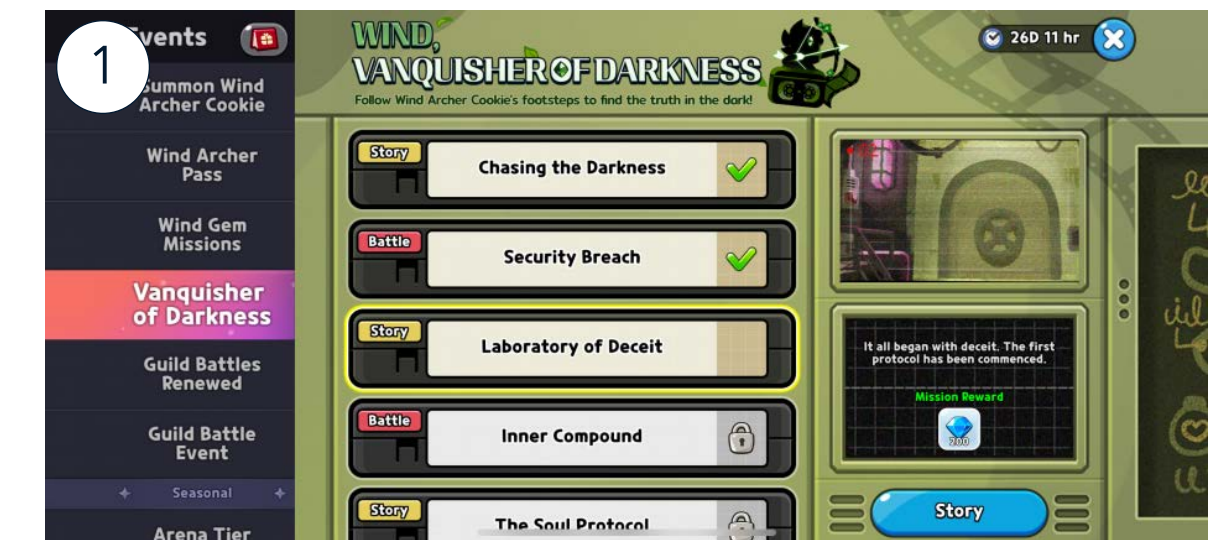 1
Events
Summon Wind
Archer Cookie
Wind Archer
Pass
Wind Gem
Missions
Vanquisher
of Darkness
Guild Battles
Renewed
Guild Battle
Event
Seasonal
Arena Tier
WIND,
VANQUISHER OF DARKNESS
Follow Wind Archer Cookie's footsteps to find the truth in the dark!
26D 11 hr
Story
Chasing the Darkness
Battle
Security Breach
Story
Laboratory of Deceit
Battle
Inner Compound
Story
The Soul Protocol
It all began with deceit. The first
protocol has been commenced.
Mission Reward
200
Story